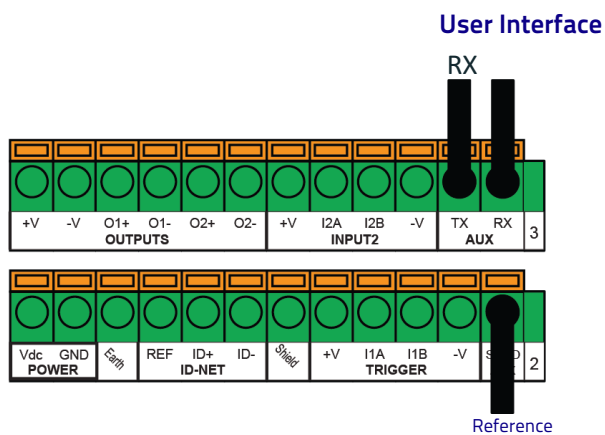 User Interface
RX
+V -V O1+ O1- O2+ O2- +V I2A I2B -V TX RX
OUTPUTS INPUT2 AUX 3
Vdc GND Earth REF ID+ ID- Shield +V I1A I1B -V
POWER ID-NET TRIGGER 2
Reference